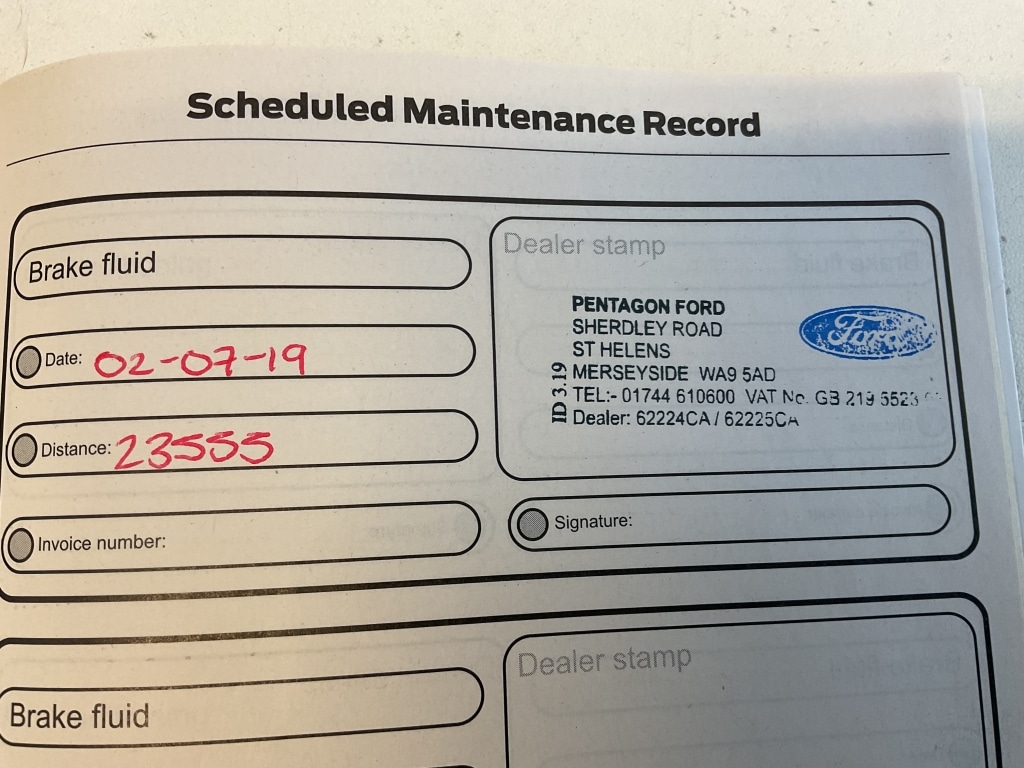 Scheduled Maintenance Record
Brake fluid
Date: 02-07-19
Distance: 23555
Invoice number:
Dealer stamp
PENTAGON FORD
SHERDLEY ROAD
ST HELENS
MERSEYSIDE WA9 5AD
TEL:- 01744 610600 VAT No. GB 219 5523
Dealer: 62224CA / 62225CA
ID 3.19
Ford
Signature:
Brake fluid
Dealer stamp